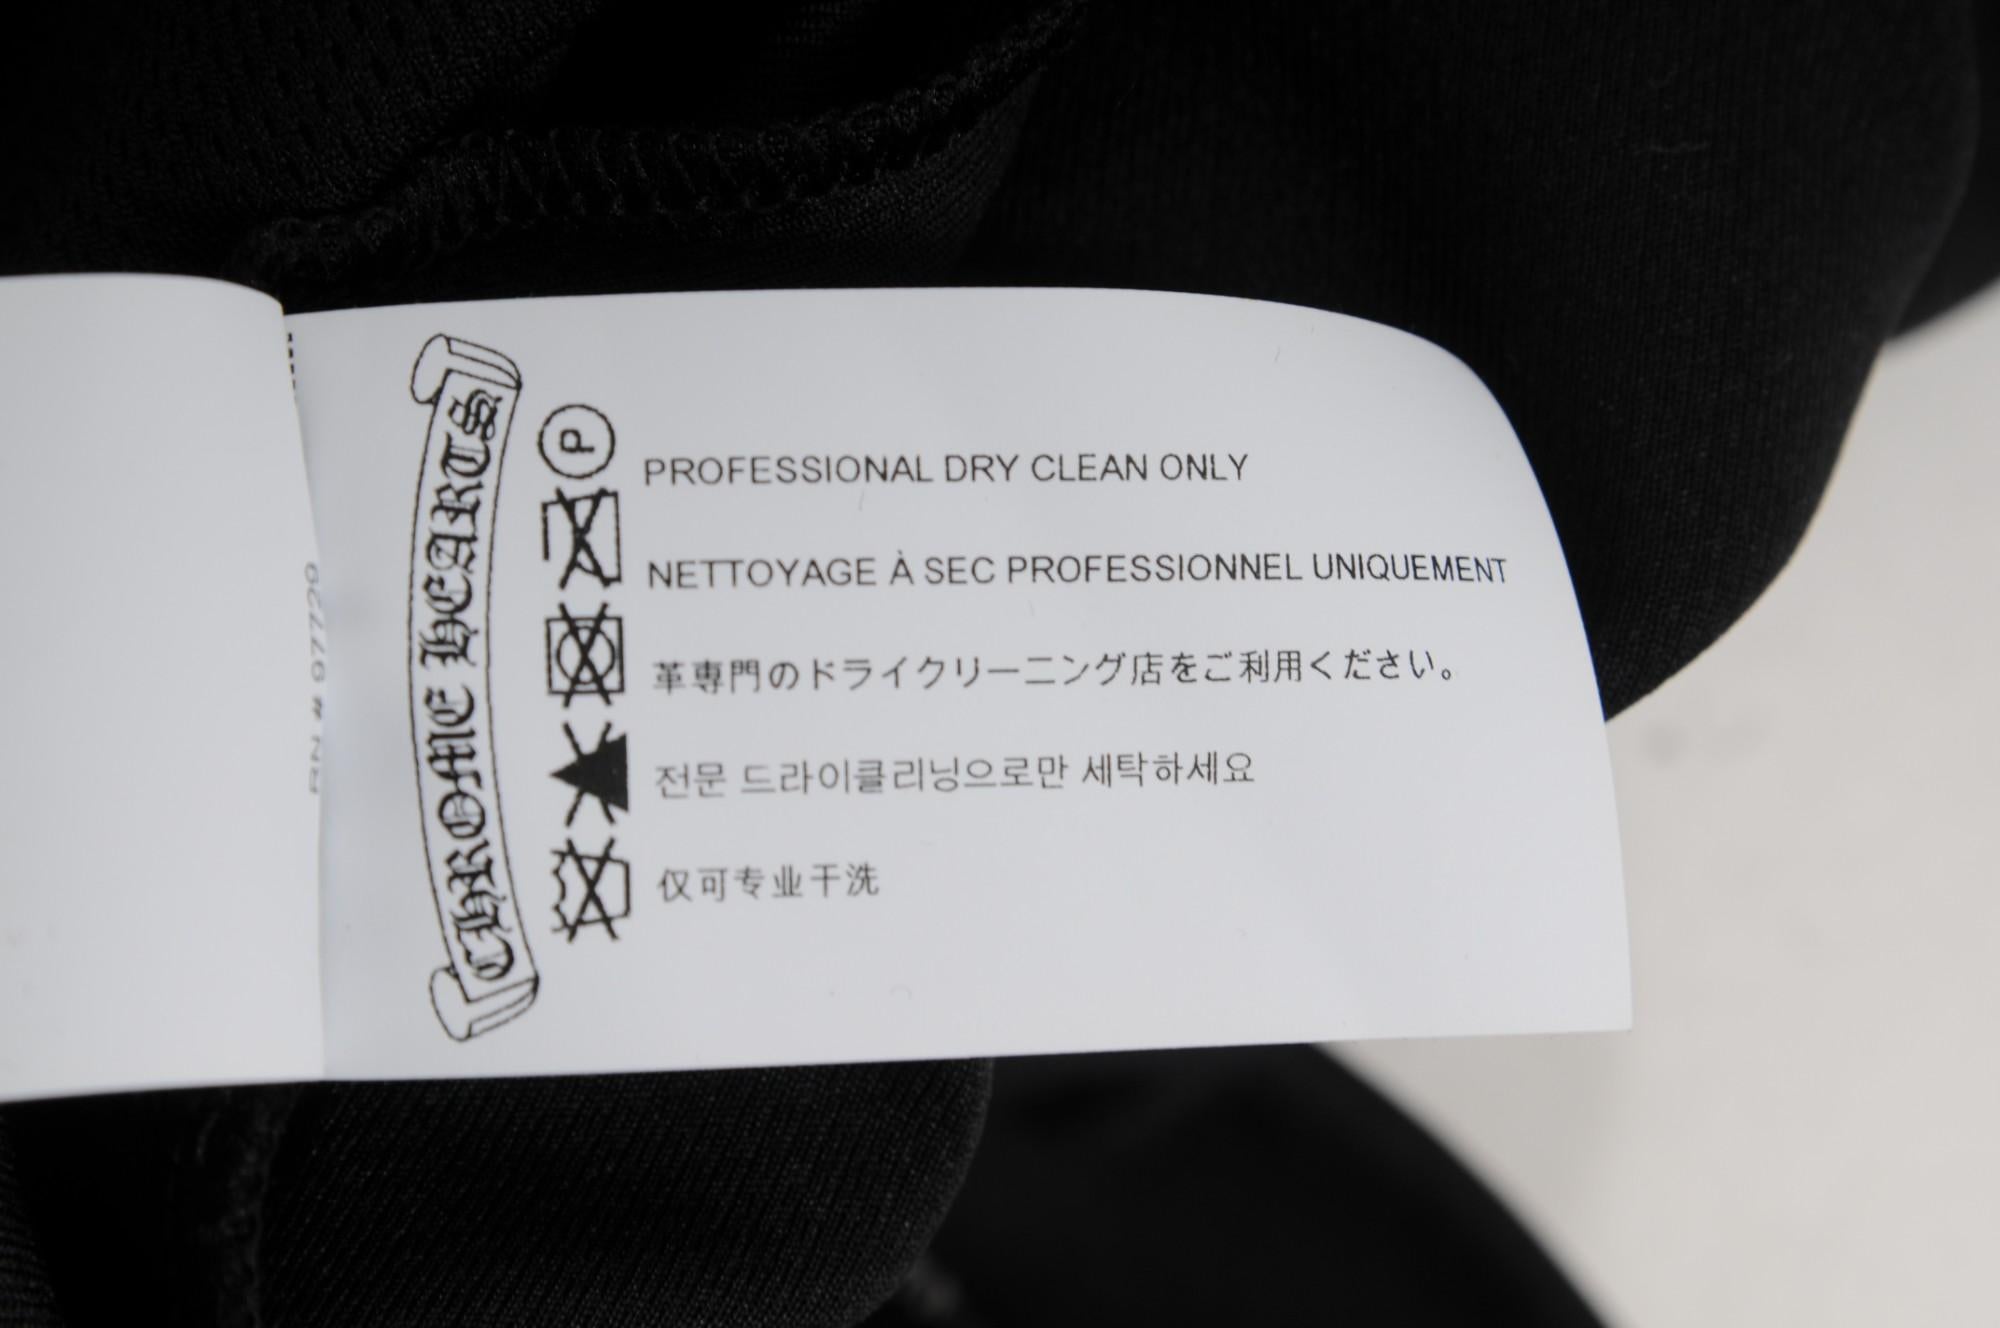 CHROME HEARTS
P
PROFESSIONAL DRY CLEAN ONLY
NETTOYAGE À SEC PROFESSIONNEL UNIQUEMENT
革専門のドライクリーニング店をご利用ください。
전문 드라이클리닝으로만 세탁하세요
仅可专业干洗
RN # 97729